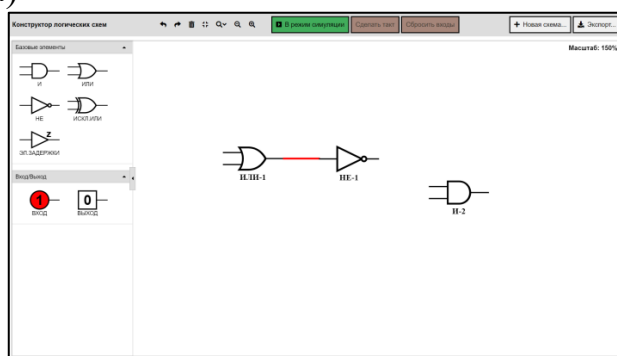 )
Конструктор логических схем
В режим симуляции
Сделать такт
Сбросить входы
+ Новая схема...
Экспорт...
Масштаб: 150%
Базовые элементы
И
ИЛИ
НЕ
ИСКЛ.ИЛИ
Z
ЭЛ.ЗАДЕРЖКИ
Вход/Выход
1
0
ВХОД
ВЫХОД
ИЛИ-1
НЕ-1
И-2